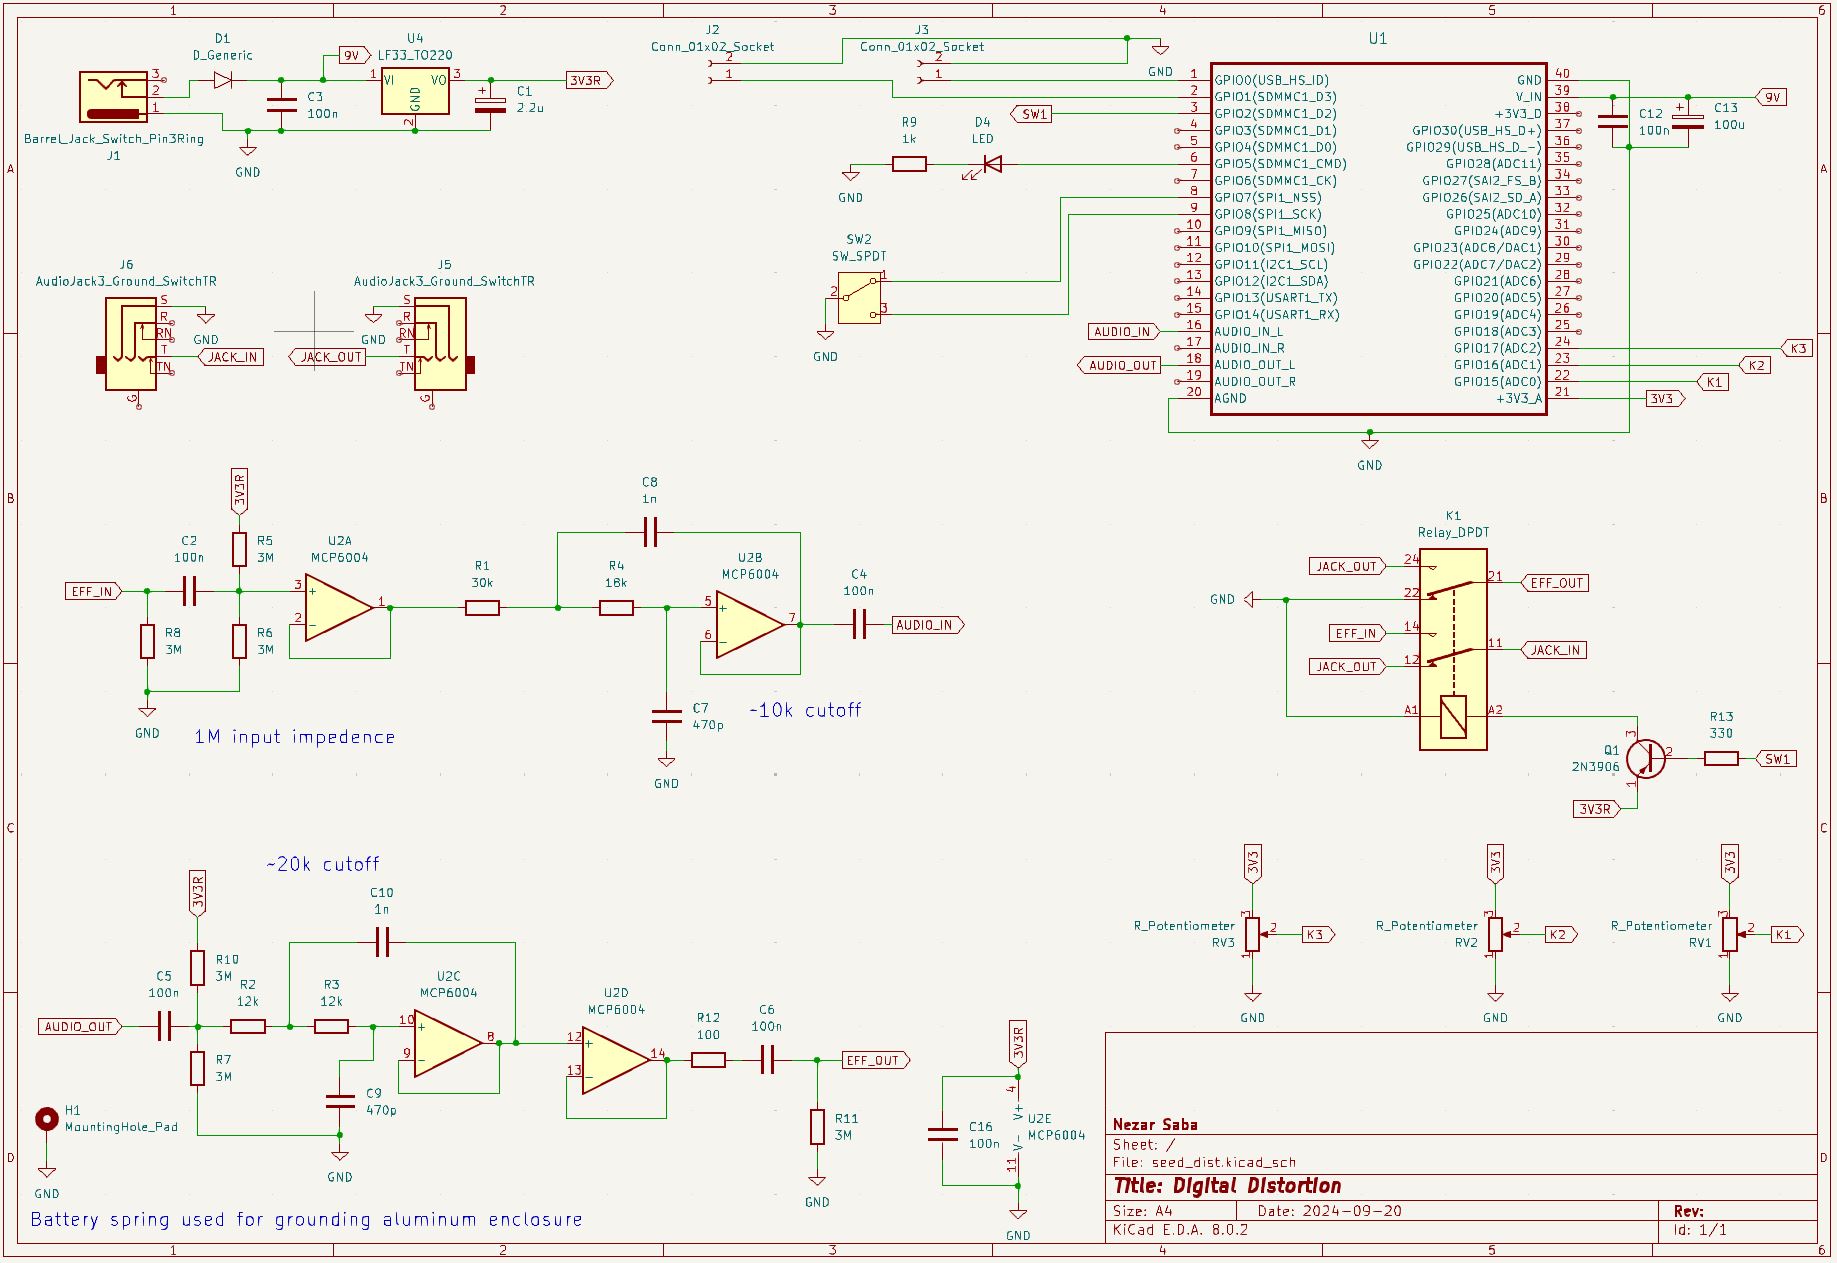 1 2 3 4 5 6
J2
Conn_01x02_Socket
2
1
J3
Conn_01x02_Socket
2
1
GND
D1
D_Generic
9V
U4
LF33_TO220
1 VI VO 3
GND
2
3V3R
3
2
1
C3
100n
C1
2.2u
Barrel_Jack_Switch_Pin3Ring
J1
GND
U1
1 GPIO0(USB_HS_ID)
2 GPIO1(SDMMC1_D3)
3 GPIO2(SDMMC1_D2)
4 GPIO3(SDMMC1_D1)
5 GPIO4(SDMMC1_D0)
6 GPIO5(SDMMC1_CMD)
7 GPIO6(SDMMC1_CK)
8 GPIO7(SPI1_NSS)
9 GPIO8(SPI1_SCK)
10 GPIO9(SPI1_MISO)
11 GPIO10(SPI1_MOSI)
12 GPIO11(I2C1_SCL)
13 GPIO12(I2C1_SDA)
14 GPIO13(USART1_TX)
15 GPIO14(USART1_RX)
16 AUDIO_IN_L
17 AUDIO_IN_R
18 AUDIO_OUT_L
19 AUDIO_OUT_R
20 AGND
GND 40
V_IN 39
+3V3_D 38
GPIO30(USB_HS_D+) 37
GPIO29(USB_HS_D_-) 36
GPIO28(ADC11) 35
GPIO27(SAI2_FS_B) 34
GPIO26(SAI2_SD_A) 33
GPIO25(ADC10) 32
GPIO24(ADC9) 31
GPIO23(ADC8/DAC1) 30
GPIO22(ADC7/DAC2) 29
GPIO21(ADC6) 28
GPIO20(ADC5) 27
GPIO19(ADC4) 26
GPIO18(ADC3) 25
GPIO17(ADC2) 24
GPIO16(ADC1) 23
GPIO15(ADC0) 22
+3V3_A 21
SW1
R9
1k
D4
LED
GND
SW2
SW_SPDT
1
2
3
GND
AUDIO_IN
AUDIO_OUT
9V
C12
100n
C13
100u
K3
K2
K1
3V3
GND
A
A
J6
AudioJack3_Ground_SwitchTR
S
R
RN
T
TN
G
GND
JACK_IN
J5
AudioJack3_Ground_SwitchTR
S
R
RN
T
TN
G
GND
JACK_OUT
B
B
3V3R
C2
100n
R5
3M
U2A
MCP6004
EFF_IN
3 +
2 -
1
R8
3M
R6
3M
GND
1M input impedence
R1
30k
C8
1n
R4
18k
U2B
MCP6004
5 +
6 -
7
C4
100n
AUDIO_IN
C7
470p
GND
~10k cutoff
K1
Relay_DPDT
JACK_OUT
24
21
EFF_OUT
GND
22
EFF_IN
14
11
JACK_IN
JACK_OUT
12
A1 A2
R13
330
3
Q1
2N3906
2
1
SW1
3V3R
C
C
~20k cutoff
3V3R
C10
1n
C5
100n
R10
3M
R2
12k
R3
12k
U2C
MCP6004
AUDIO_OUT
10 +
9 -
8
R7
3M
C9
470p
GND
U2D
MCP6004
12 +
13 -
14
R12
100
C6
100n
EFF_OUT
R11
3M
GND
3V3R
4
V+
V-
11
C16
100n
U2E
MCP6004
GND
3V3
R_Potentiometer
RV3
3
2
1
K3
GND
3V3
R_Potentiometer
RV2
3
2
1
K2
GND
3V3
R_Potentiometer
RV1
3
2
1
K1
GND
D
D
H1
MountingHole_Pad
GND
Battery spring used for grounding aluminum enclosure
Nezar Saba
Sheet: /
File: seed_dist.kicad_sch
Title: Digital Distortion
Size: A4 Date: 2024-09-20 Rev:
KiCad E.D.A. 8.0.2 Id: 1/1
1 2 3 4 5 6